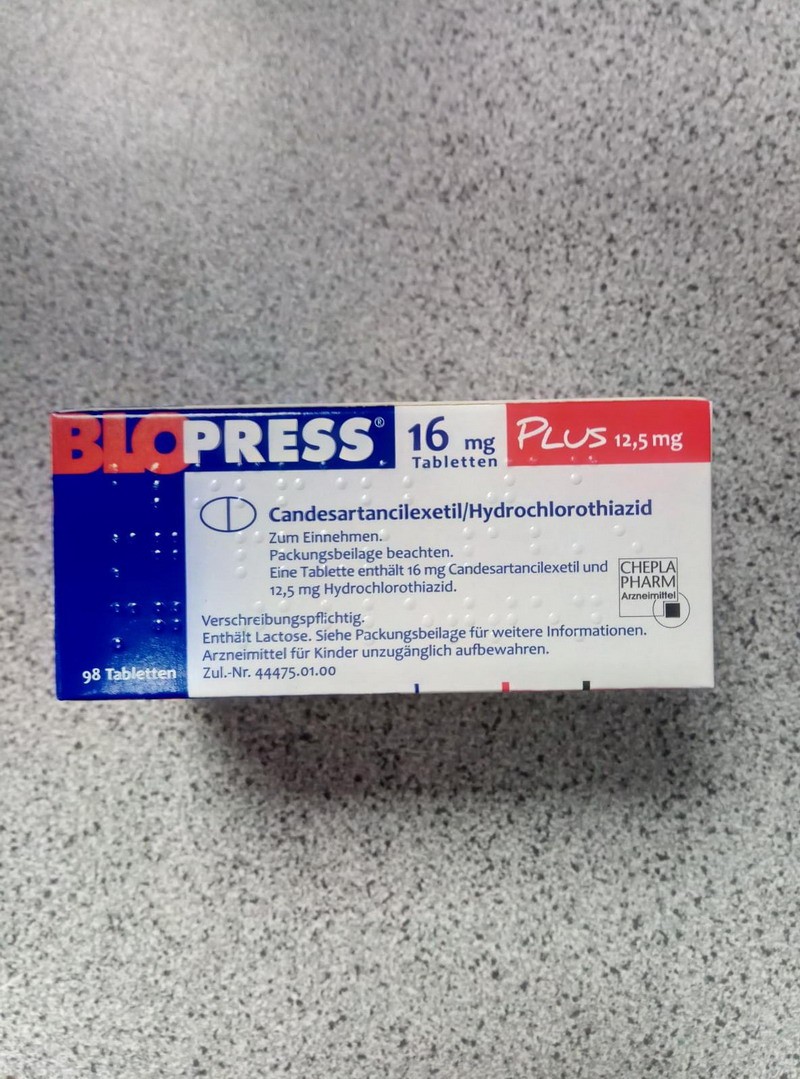 BLOPRESS® 16 mg Tabletten PLUS 12,5 mg
Candesartancilexetil/Hydrochlorothiazid
Zum Einnehmen.
Packungsbeilage beachten.
Eine Tablette enthält 16 mg Candesartancilexetil und
12,5 mg Hydrochlorothiazid.
CHEPLA
PHARM
Arzneimittel
Verschreibungspflichtig.
Enthält Lactose. Siehe Packungsbeilage für weitere Informationen.
Arzneimittel für Kinder unzugänglich aufbewahren.
Zul.-Nr. 44475.01.00
98 Tabletten